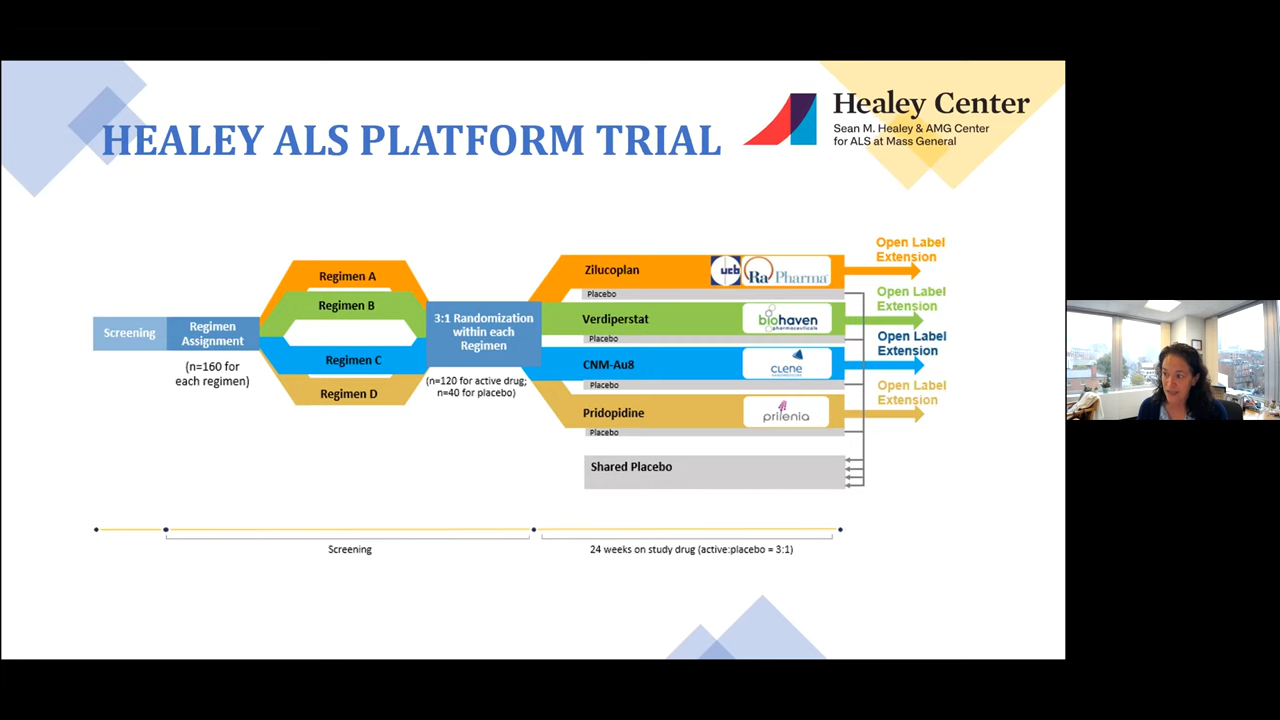 HEALEY ALS PLATFORM TRIAL
Healey Center
Sean M. Healey & AMG Center
for ALS at Mass General
Screening
Regimen
Assignment
(n=160 for
each regimen)
Regimen A
Regimen B
Regimen C
Regimen D
3:1 Randomization
within each
Regimen
(n=120 for active drug;
n=40 for placebo)
Zilucoplan
ucb
Ra Pharma
Placebo
Verdiperstat
biohaven
pharmaceuticals
Placebo
CNM-Au8
CLENE
Placebo
Pridopidine
prilenia
Placebo
Shared Placebo
Open Label
Extension
Open Label
Extension
Open Label
Extension
Open Label
Extension
Screening
24 weeks on study drug (active:placebo = 3:1)